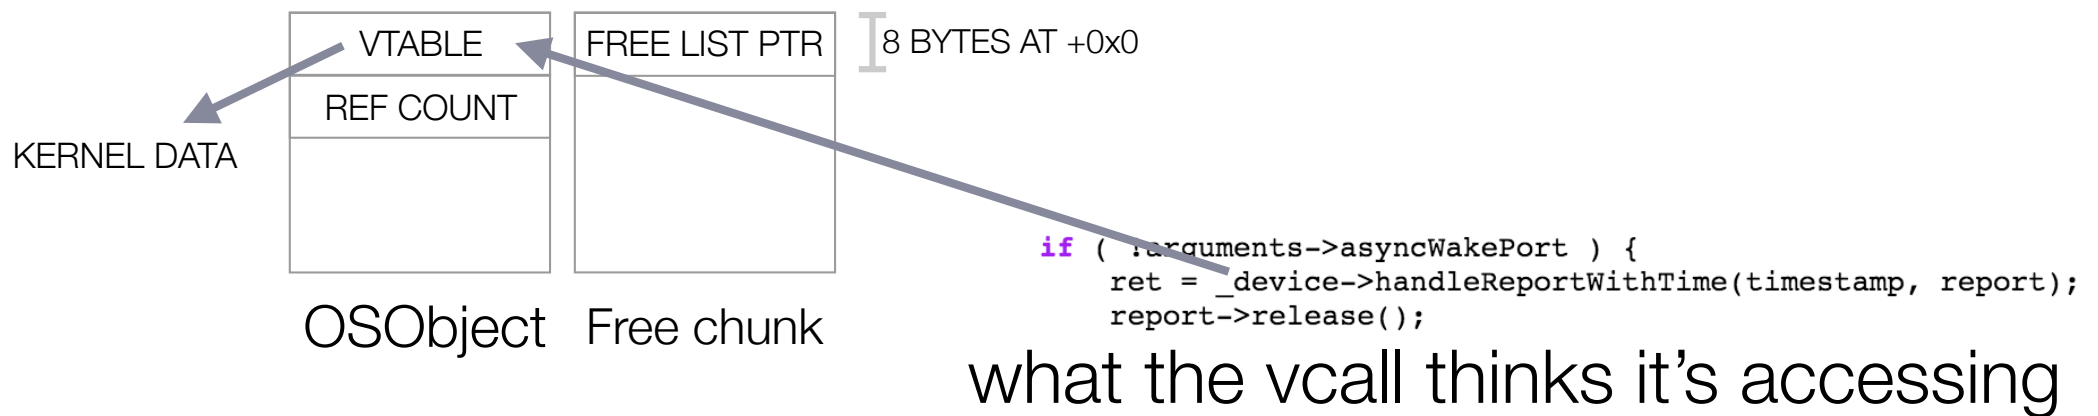 VTABLE
FREE LIST PTR
8 BYTES AT +0x0
REF COUNT
KERNEL DATA
if ( !arguments->asyncWakePort ) {
ret = _device->handleReportWithTime(timestamp, report);
report->release();
OSObject
Free chunk
what the vcall thinks it’s accessing